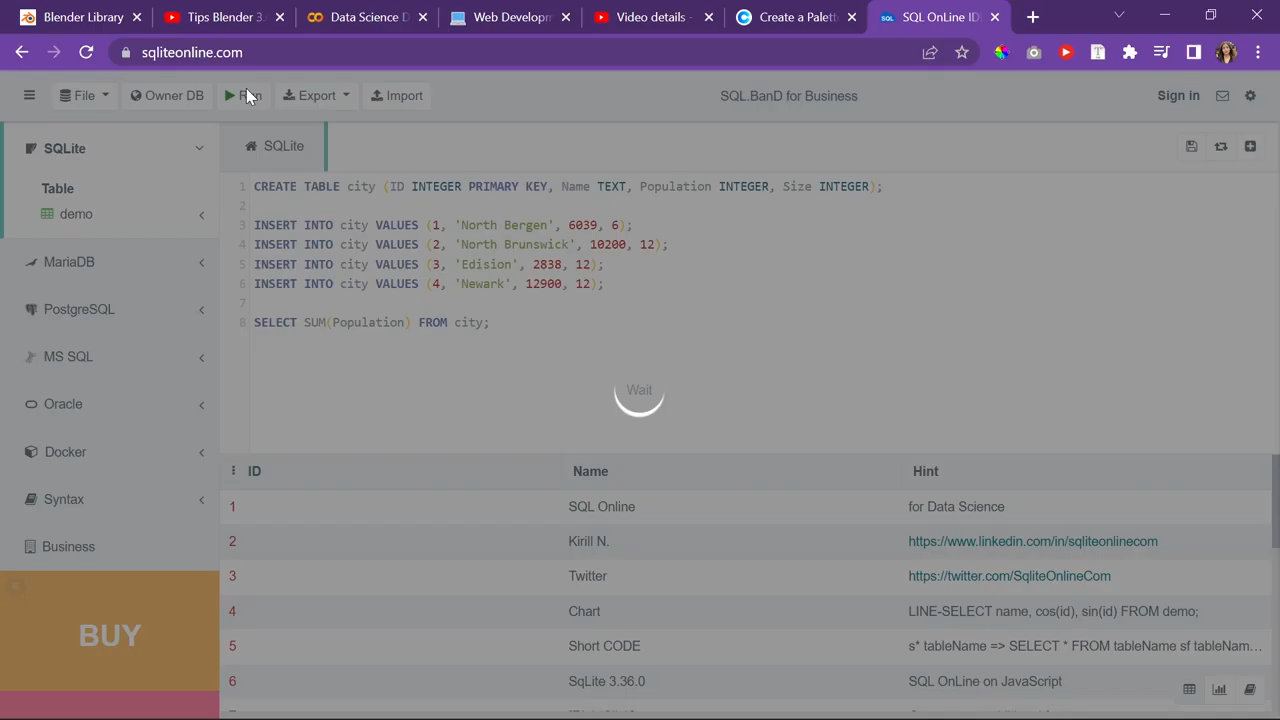 Blender Library
Tips Blender 3.
Data Science D
Web Developm
Video details -
Create a Palett
SQL OnLine ID
sqliteonline.com
File
Owner DB
Run
Export
Import
SQL.BanD for Business
Sign in
SQLite
Table
demo
MariaDB
PostgreSQL
MS SQL
Oracle
Docker
Syntax
Business
BUY
SQLite
1 CREATE TABLE city (ID INTEGER PRIMARY KEY, Name TEXT, Population INTEGER, Size INTEGER);
2
3 INSERT INTO city VALUES (1, 'North Bergen', 6039, 6);
4 INSERT INTO city VALUES (2, 'North Brunswick', 10200, 12);
5 INSERT INTO city VALUES (3, 'Edision', 2838, 12);
6 INSERT INTO city VALUES (4, 'Newark', 12900, 12);
7
8 SELECT SUM(Population) FROM city;
Wait
ID Name Hint
1 SQL Online for Data Science
2 Kirill N. https://www.linkedin.com/in/sqliteonlinecom
3 Twitter https://twitter.com/SqliteOnlineCom
4 Chart LINE-SELECT name, cos(id), sin(id) FROM demo;
5 Short CODE s* tableName => SELECT * FROM tableName sf tableNam...
6 SqLite 3.36.0 SQL OnLine on JavaScript